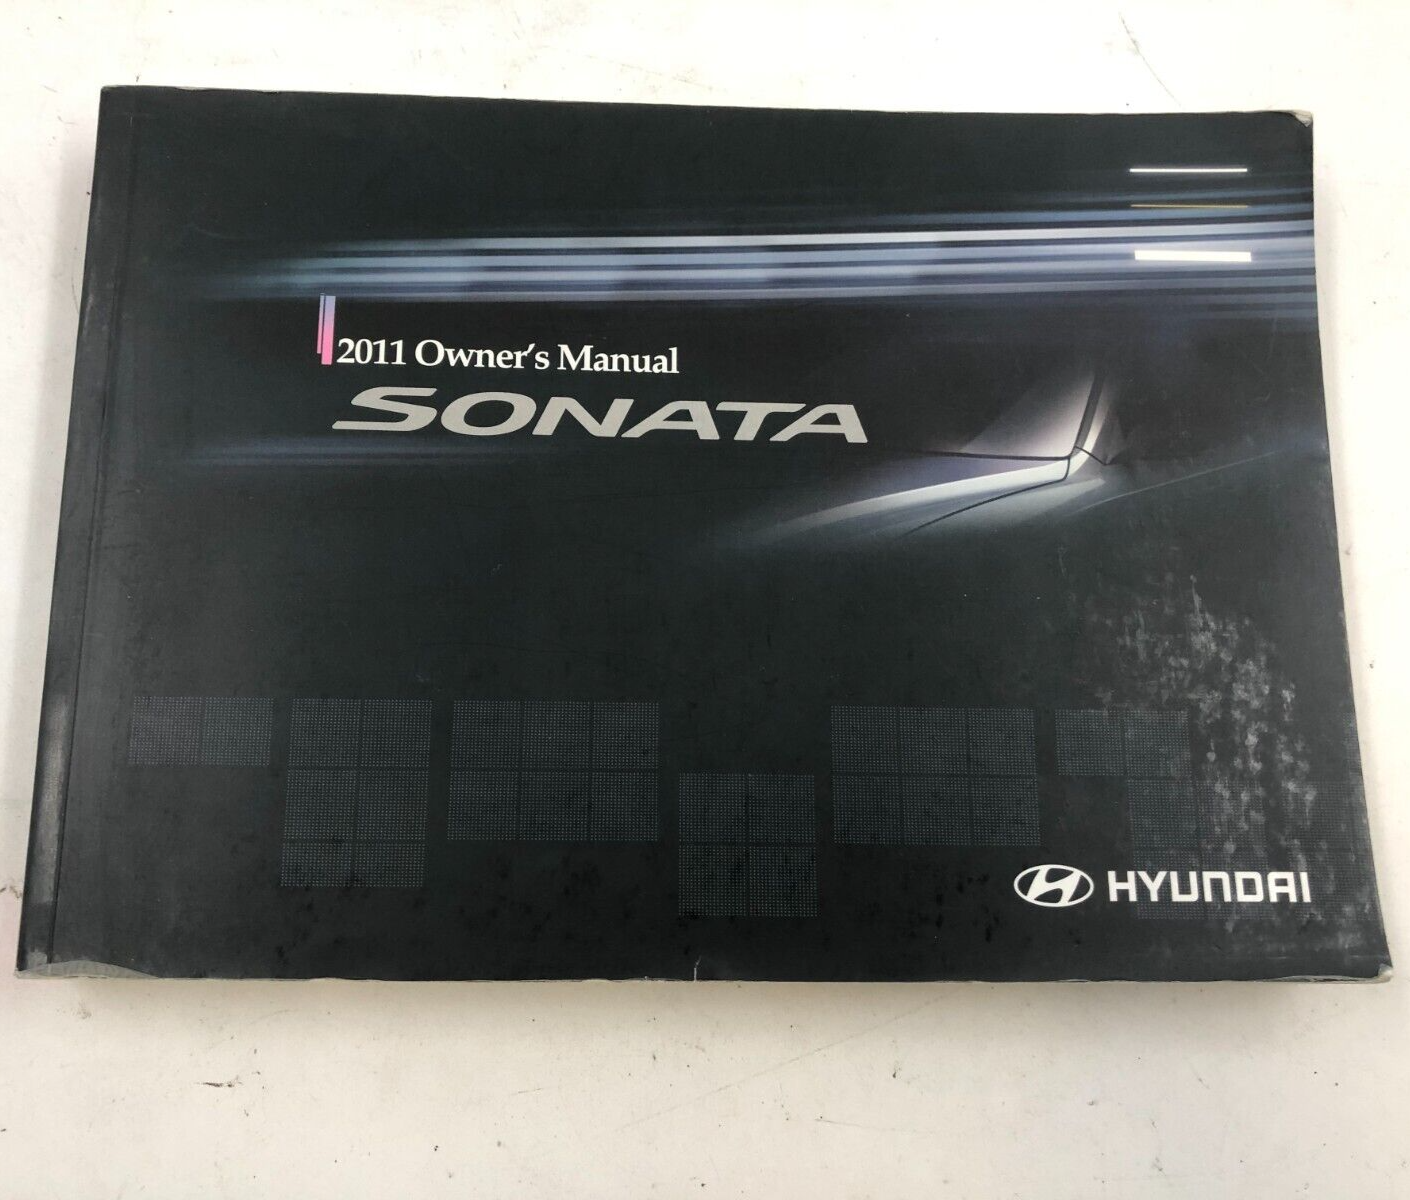 2011 Owner's Manual
SONATA
HYUNDAI